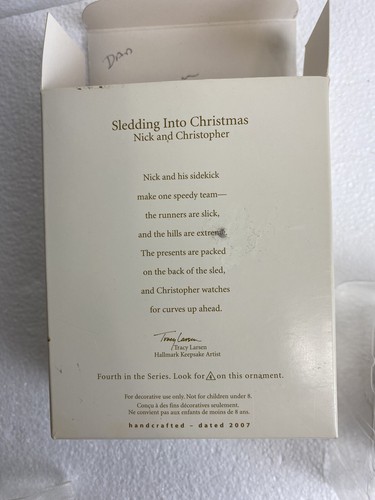 DAD
Sledding Into Christmas
Nick and Christopher
Nick and his sidekick
make one speedy team—
the runners are slick,
and the hills are extreme.
The presents are packed
on the back of the sled,
and Christopher watches
for curves up ahead.
Tracy Larsen
Tracy Larsen
Hallmark Keepsake Artist
Fourth in the Series. Look for 4 on this ornament.
For decorative use only. Not for children under 8.
Conçu à des fins décoratives seulement.
Ne convient pas aux enfants de moins de 8 ans.
handcrafted – dated 2007